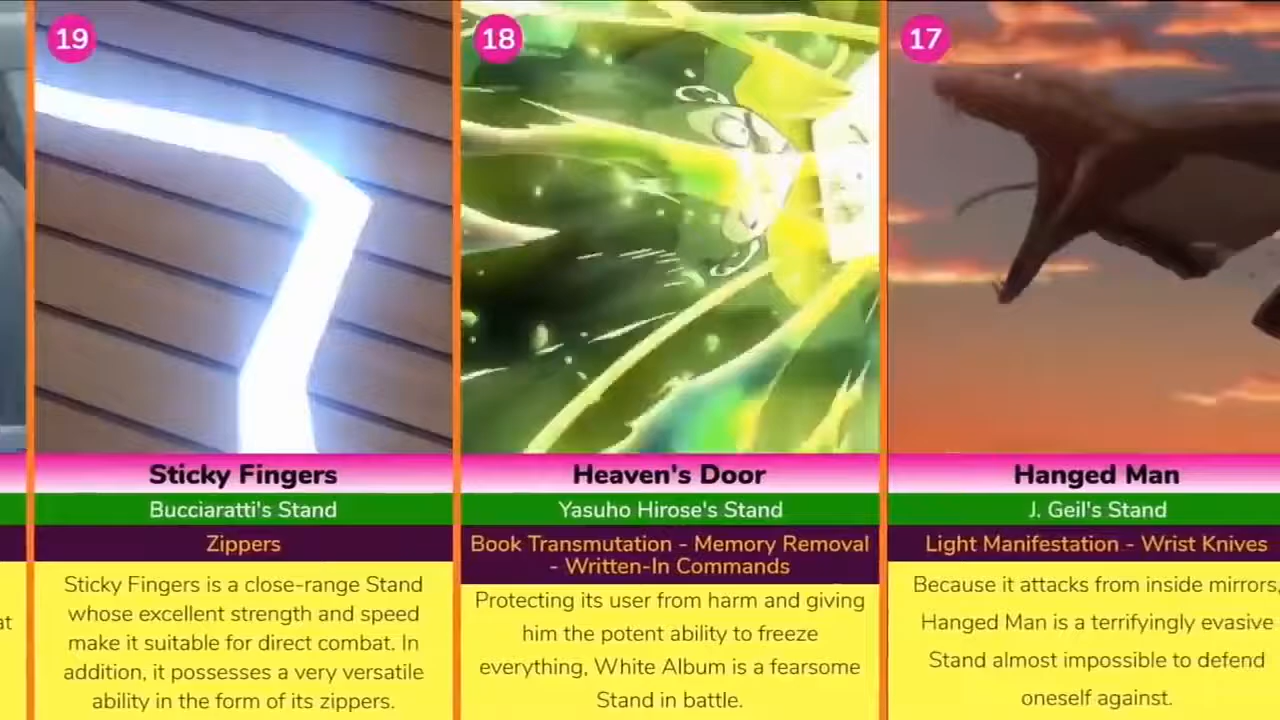 19
18
17
Sticky Fingers
Bucciaratti's Stand
Zippers
Sticky Fingers is a close-range Stand
whose excellent strength and speed
make it suitable for direct combat. In
addition, it possesses a very versatile
ability in the form of its zippers.
Heaven's Door
Yasuho Hirose's Stand
Book Transmutation - Memory Removal
- Written-In Commands
Protecting its user from harm and giving
him the potent ability to freeze
everything, White Album is a fearsome
Stand in battle.
Hanged Man
J. Geil's Stand
Light Manifestation - Wrist Knives
Because it attacks from inside mirrors,
Hanged Man is a terrifyingly evasive
Stand almost impossible to defend
oneself against.